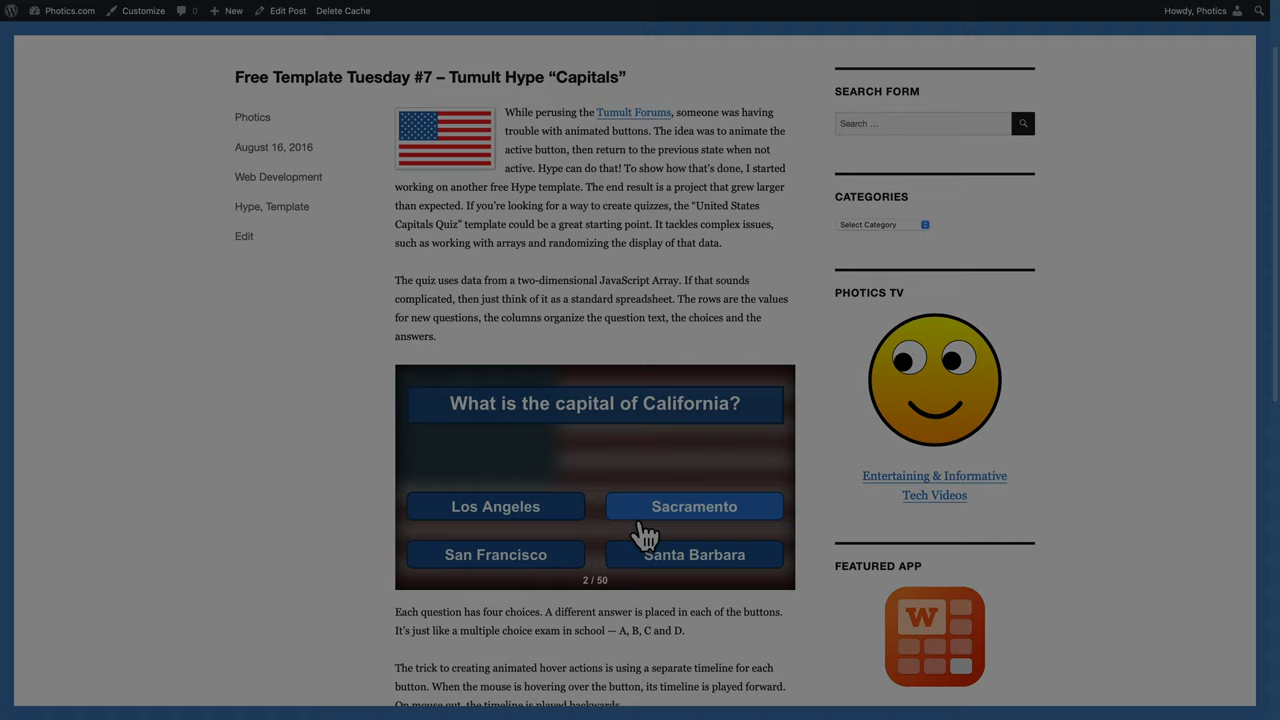 Photics.com
Customize
0
New
Edit Post
Delete Cache
Howdy, Photics
Free Template Tuesday #7 – Tumult Hype “Capitals”
Photics
August 16, 2016
Web Development
Hype, Template
Edit
While perusing the Tumult Forums, someone was having
trouble with animated buttons. The idea was to animate the
active button, then return to the previous state when not
active. Hype can do that! To show how that’s done, I started
working on another free Hype template. The end result is a project that grew larger
than expected. If you’re looking for a way to create quizzes, the “United States
Capitals Quiz” template could be a great starting point. It tackles complex issues,
such as working with arrays and randomizing the display of that data.
The quiz uses data from a two-dimensional JavaScript Array. If that sounds
complicated, then just think of it as a standard spreadsheet. The rows are the values
for new questions, the columns organize the question text, the choices and the
answers.
What is the capital of California?
Los Angeles
Sacramento
San Francisco
Santa Barbara
2 / 50
Each question has four choices. A different answer is placed in each of the buttons.
It’s just like a multiple choice exam in school — A, B, C and D.
The trick to creating animated hover actions is using a separate timeline for each
button. When the mouse is hovering over the button, its timeline is played forward.
On mouse out, the timeline is played backwards.
SEARCH FORM
Search …
CATEGORIES
Select Category
PHOTICS TV
Entertaining & Informative
Tech Videos
FEATURED APP
W